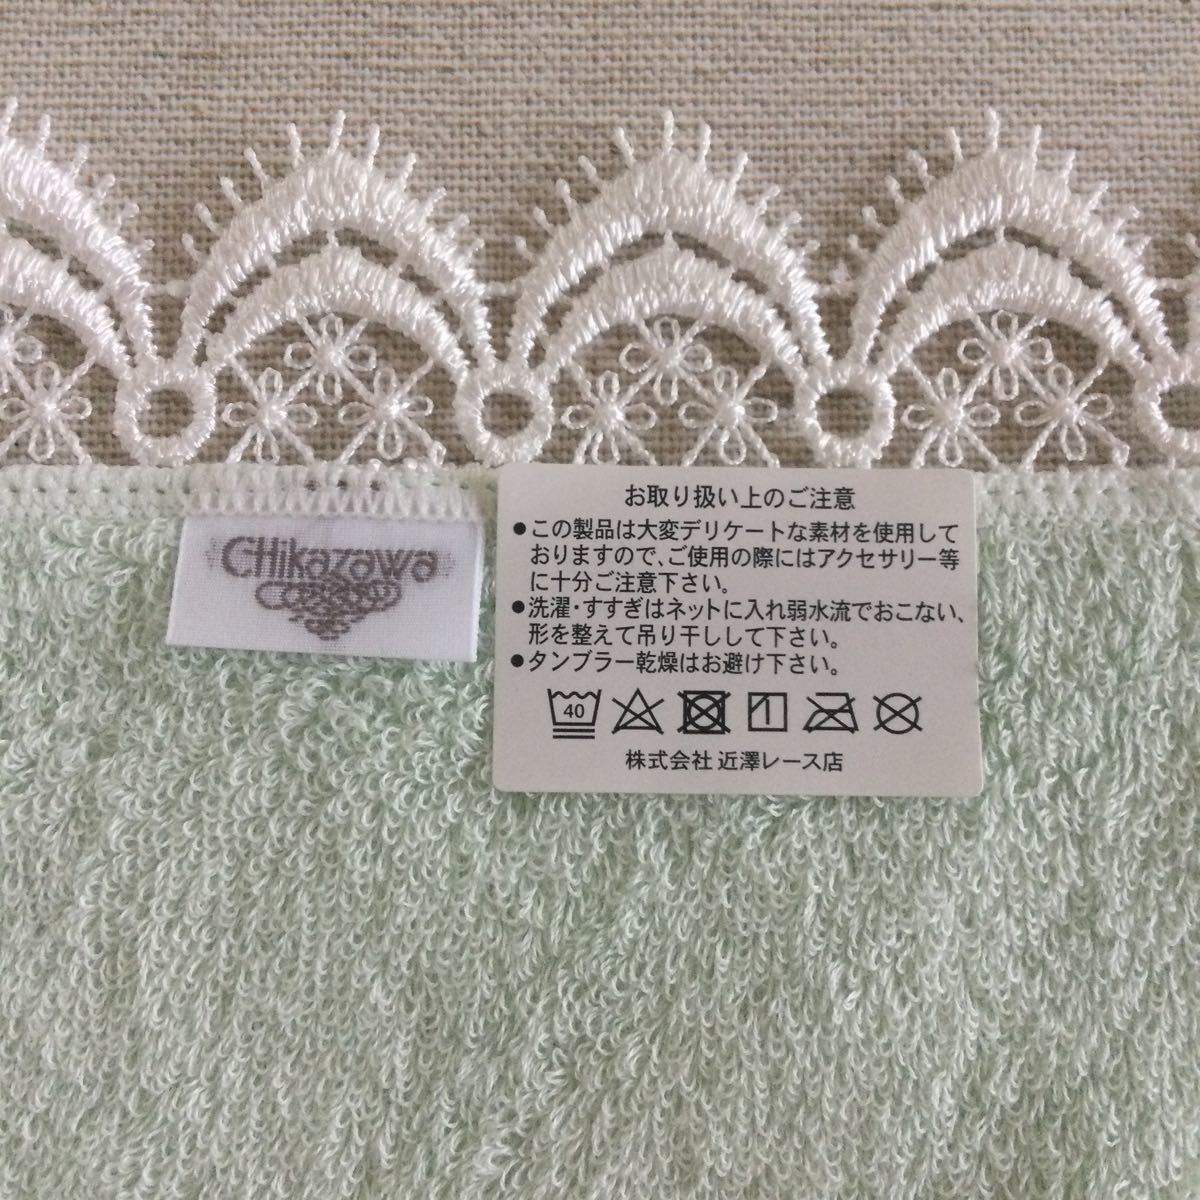 Chikazawa
お取り扱い上のご注意
●この製品は大変デリケートな素材を使用して
おりますので、ご使用の際にはアクセサリー等
に十分ご注意下さい。
●洗濯・すすぎはネットに入れ弱水流でおこない、
形を整えて吊り干しして下さい。
●タンブラー乾燥はお避け下さい。
40
株式会社 近澤レース店